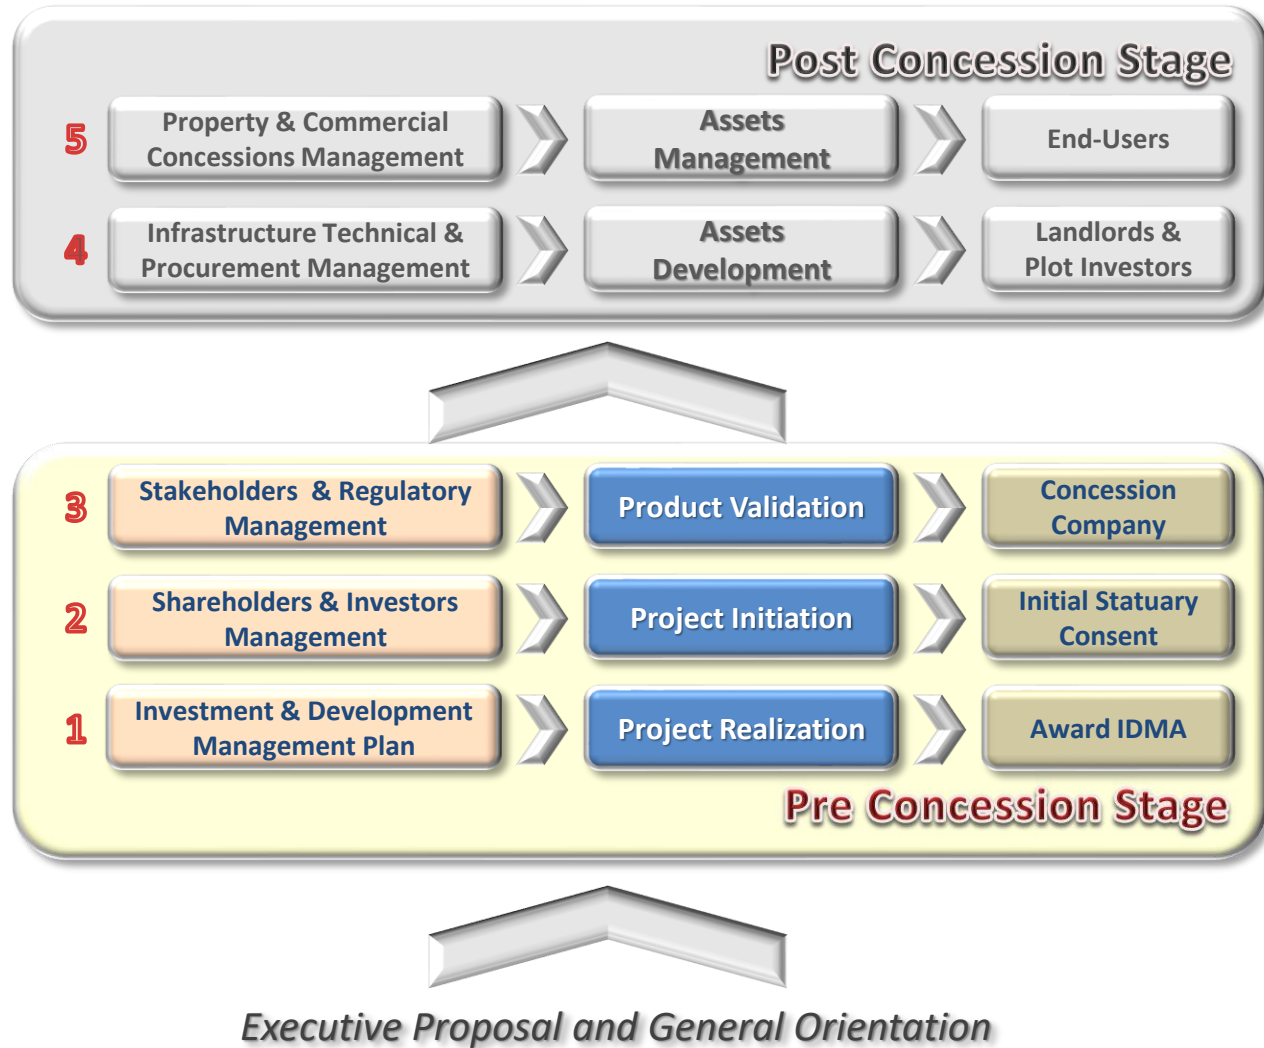 Post Concession Stage
5
Property & Commercial
Concessions Management
Assets
Management
End-Users
4
Infrastructure Technical &
Procurement Management
Assets
Development
Landlords &
Plot Investors
3
Stakeholders & Regulatory
Management
Product Validation
Concession
Company
2
Shareholders & Investors
Management
Project Initiation
Initial Statuary
Consent
1
Investment & Development
Management Plan
Project Realization
Award IDMA
Pre Concession Stage
Executive Proposal and General Orientation